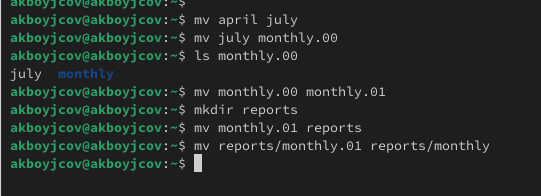 akboyjcov@akboyjcov:~$
akboyjcov@akboyjcov:~$ mv april july
akboyjcov@akboyjcov:~$ mv july monthly.00
akboyjcov@akboyjcov:~$ ls monthly.00
july  monthly
akboyjcov@akboyjcov:~$ mv monthly.00 monthly.01
akboyjcov@akboyjcov:~$ mkdir reports
akboyjcov@akboyjcov:~$ mv monthly.01 reports
akboyjcov@akboyjcov:~$ mv reports/monthly.01 reports/monthly
akboyjcov@akboyjcov:~$